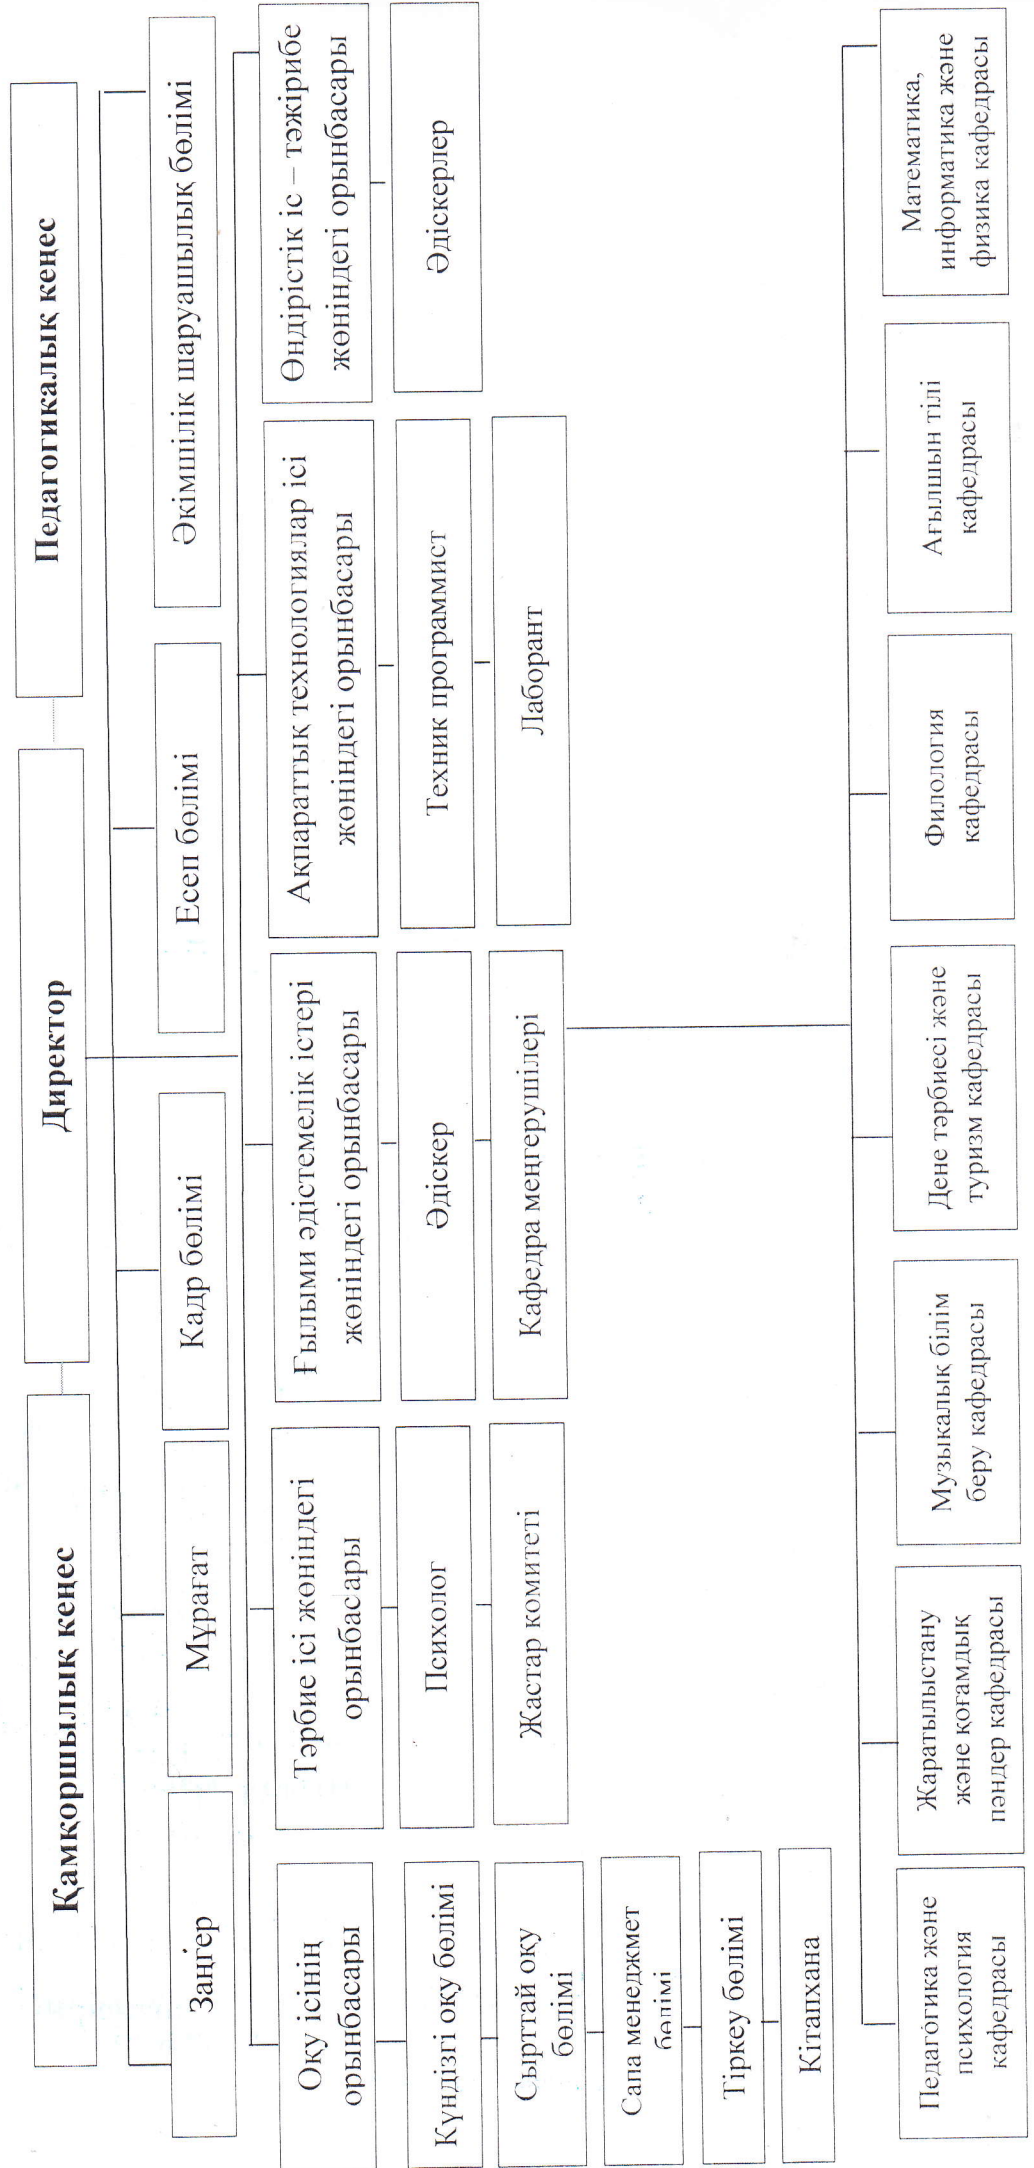 Қамқоршылық кеңес
Директор
Педагогикалық кеңес
Заңгер
Мұрағат
Кадр бөлімі
Есеп бөлімі
Әкімшілік шаруашылық бөлімі
Оқу ісінің
орынбасары
Тәрбие ісі жөніндегі
орынбасары
Ғылыми әдістемелік істері
жөніндегі орынбасары
Ақпараттық технологиялар ісі
жөніндегі орынбасары
Өндірістік іс – тәжірибе
жөніндегі орынбасары
Күндізгі оқу бөлімі
Психолог
Әдіскер
Техник программист
Әдіскерлер
Сырттай оқу
бөлімі
Жастар комитеті
Кафедра меңгерушілері
Лаборант
Сапа менеджмет
бөлімі
Тіркеу бөлімі
Кітапхана
Педагогика және
психология
кафедрасы
Жаратылыстану
және қоғамдық
пәндер кафедрасы
Музыкалық білім
беру кафедрасы
Дене тәрбиесі және
туризм кафедрасы
Филология
кафедрасы
Ағылшын тілі
кафедрасы
Математика,
информатика және
физика кафедрасы